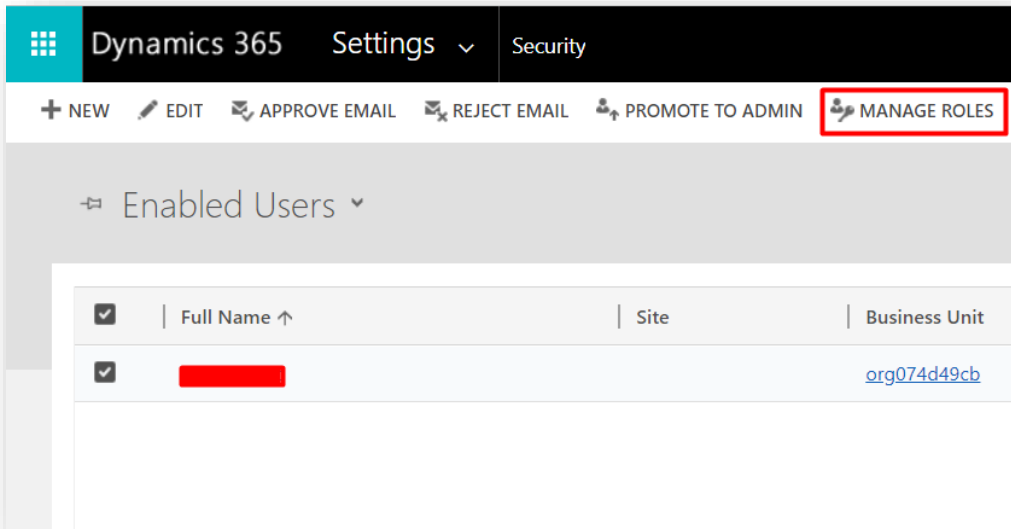 Dynamics 365 Settings Security
NEW EDIT APPROVE EMAIL REJECT EMAIL PROMOTE TO ADMIN MANAGE ROLES
Enabled Users
Full Name Site Business Unit
org074d49cb